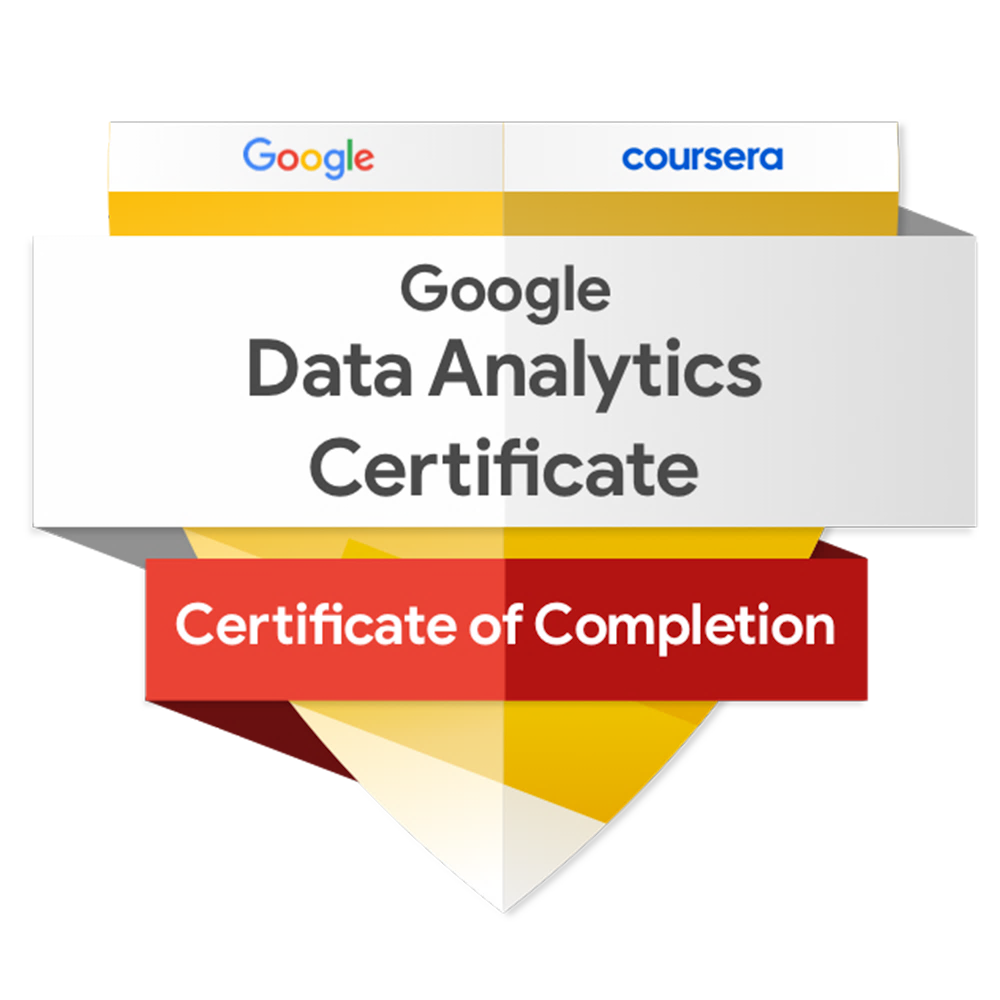 Google coursera
Google
Data Analytics
Certificate
Certificate of Completion